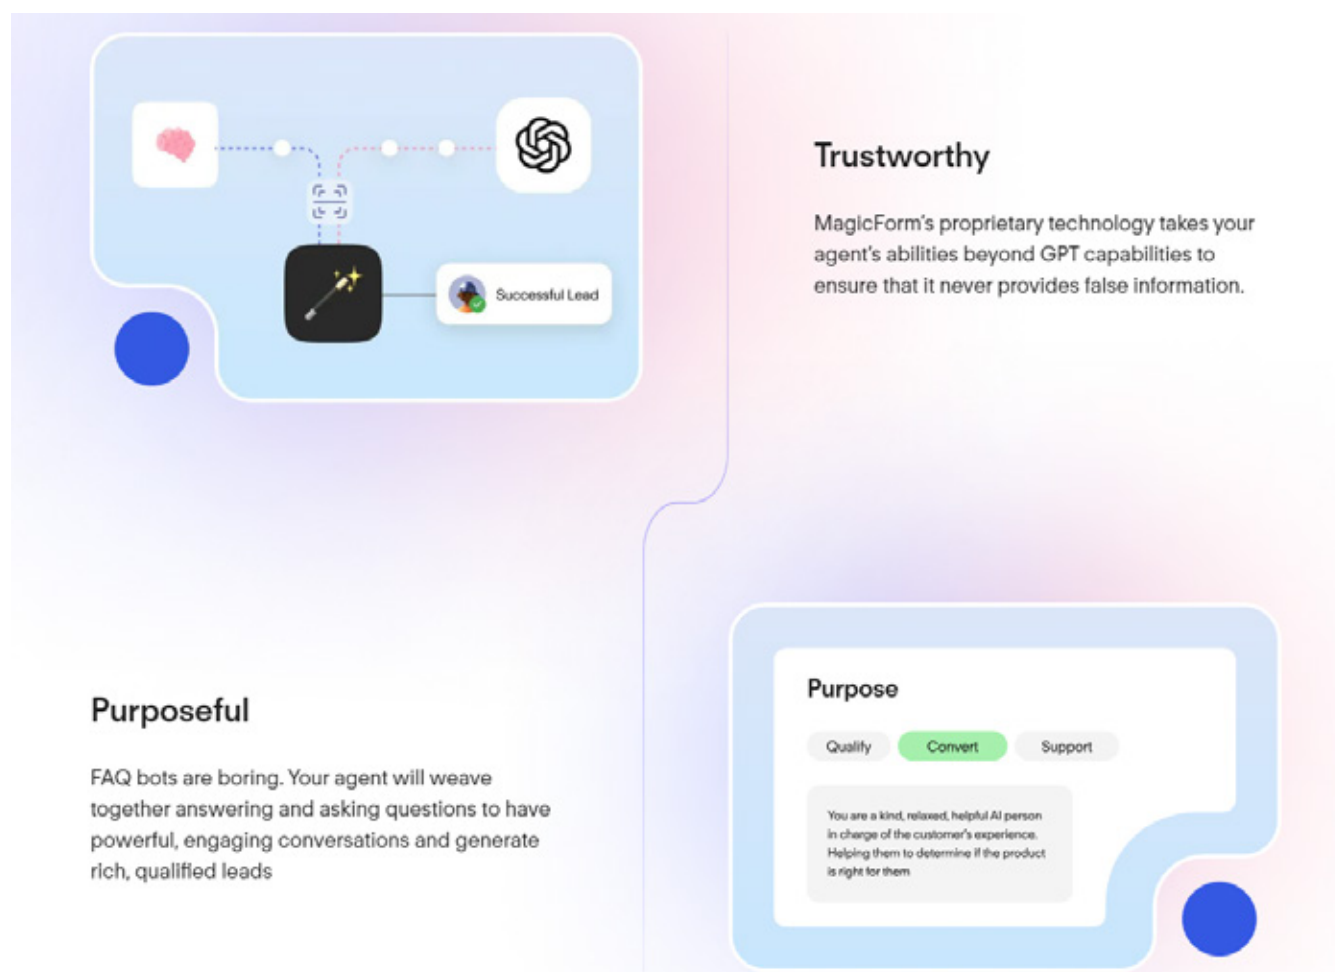 Successful Lead
Trustworthy
MagicForm's proprietary technology takes your
agent's abilities beyond GPT capabilities to
ensure that it never provides false information.
Purposeful
FAQ bots are boring. Your agent will weave
together answering and asking questions to have
powerful, engaging conversations and generate
rich, qualified leads
Purpose
Qualify Convert Support
You are a kind, relaxed, helpful AI person
in charge of the customer's experience.
Helping them to determine if the product
is right for them